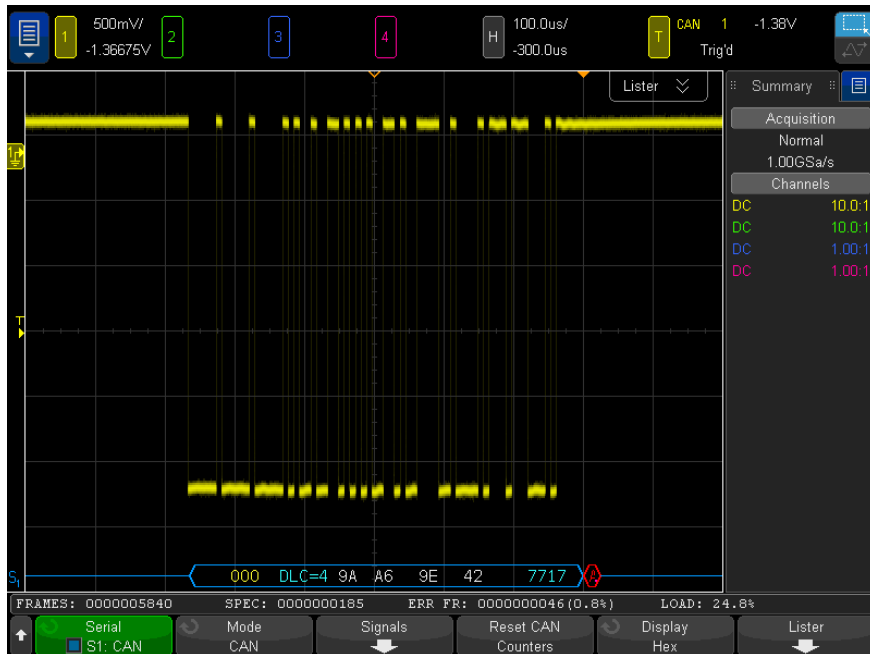 1 500mV/ -1.36675V 2 3 4 H 100.0us/ -300.0us T CAN 1 -1.38V Trig'd
Lister
Summary
Acquisition
Normal
1.00GSa/s
Channels
DC 10.0:1
DC 10.0:1
DC 1.00:1
DC 1.00:1
1
T
S1 000 DLC=4 9A A6 9E 42 7717 A
FRAMES: 0000005840 SPEC: 0000000185 ERR FR: 0000000046(0.8%) LOAD: 24.8%
Serial Mode Signals Reset CAN Display Lister
S1: CAN CAN Counters Hex